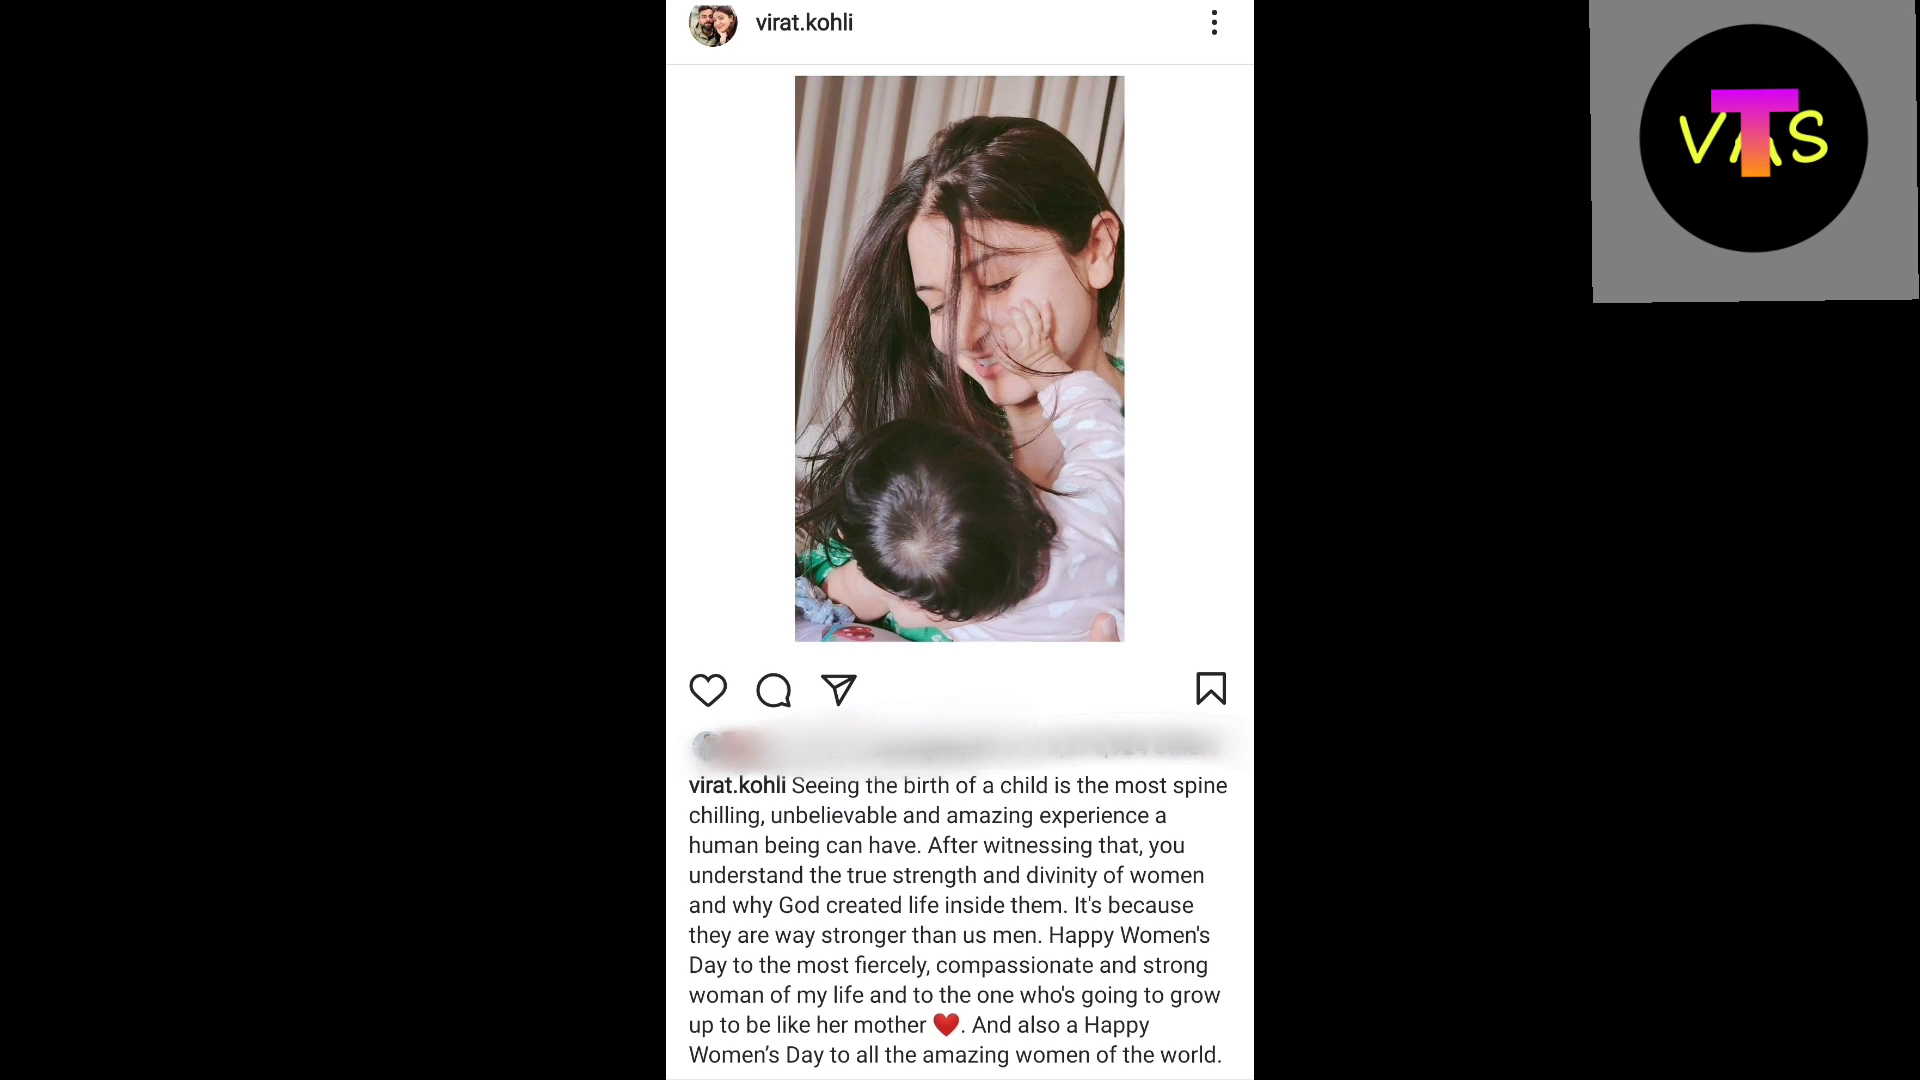 virat.kohli
VTAS
virat.kohli Seeing the birth of a child is the most spine
chilling, unbelievable and amazing experience a
human being can have. After witnessing that, you
understand the true strength and divinity of women
and why God created life inside them. It's because
they are way stronger than us men. Happy Women's
Day to the most fiercely, compassionate and strong
woman of my life and to the one who's going to grow
up to be like her mother ❤️. And also a Happy
Women’s Day to all the amazing women of the world.